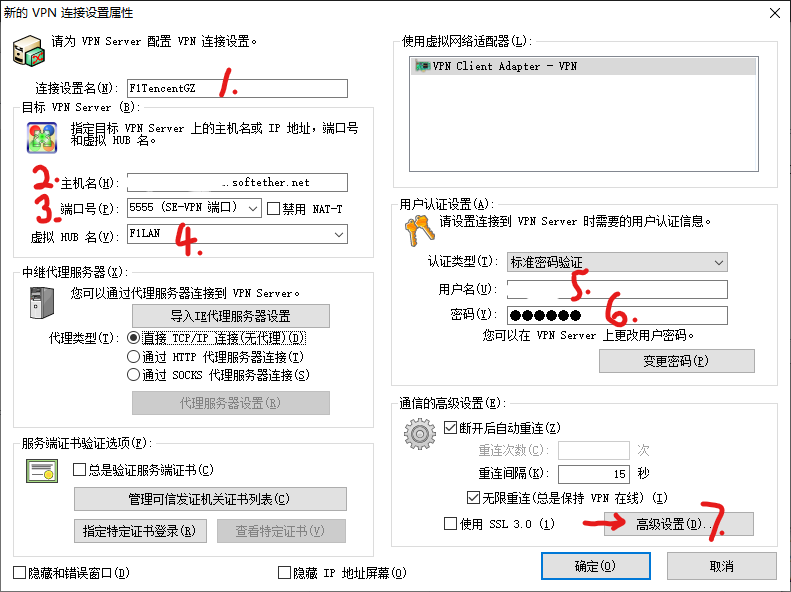 新的 VPN 连接设置属性
请为 VPN Server 配置 VPN 连接设置。
连接设置名(N): F1TencentGZ 1.
目标 VPN Server (B):
指定目标 VPN Server 上的主机名或 IP 地址，端口号
和虚拟 HUB 名。
2. 主机名(H): ..softether.net
3. 端口号(P): 5555 (SE-VPN 端口) 禁用 NAT-T
虚拟 HUB 名(V): F1LAN 4.
中继代理服务器(X):
您可以通过代理服务器连接到 VPN Server。
导入IE代理服务器设置
代理类型(T): 直接 TCP/IP 连接(无代理)(D)
通过 HTTP 代理服务器连接(T)
通过 SOCKS 代理服务器连接(S)
代理服务器设置(R)
服务端证书验证选项(F):
总是验证服务端证书(C)
管理可信发证机关证书列表(C)
指定特定证书登录(R) 查看特定证书(V)
隐藏和错误窗口(D) 隐藏 IP 地址屏幕(O)
使用虚拟网络适配器(L):
VPN Client Adapter - VPN
用户认证设置(A):
请设置连接到 VPN Server 时需要的用户认证信息。
认证类型(T): 标准密码验证
用户名(U): 5.
密码(Y): ●●●●●● 6.
您可以在 VPN Server 上更改用户密码。
变更密码(P)
通信的高级设置(E):
断开后自动重连(Z)
重连次数(C): 次
重连间隔(K): 15 秒
无限重连(总是保持 VPN 在线) (I)
使用 SSL 3.0 (1) → 高级设置(D).. 7.
确定(O) 取消